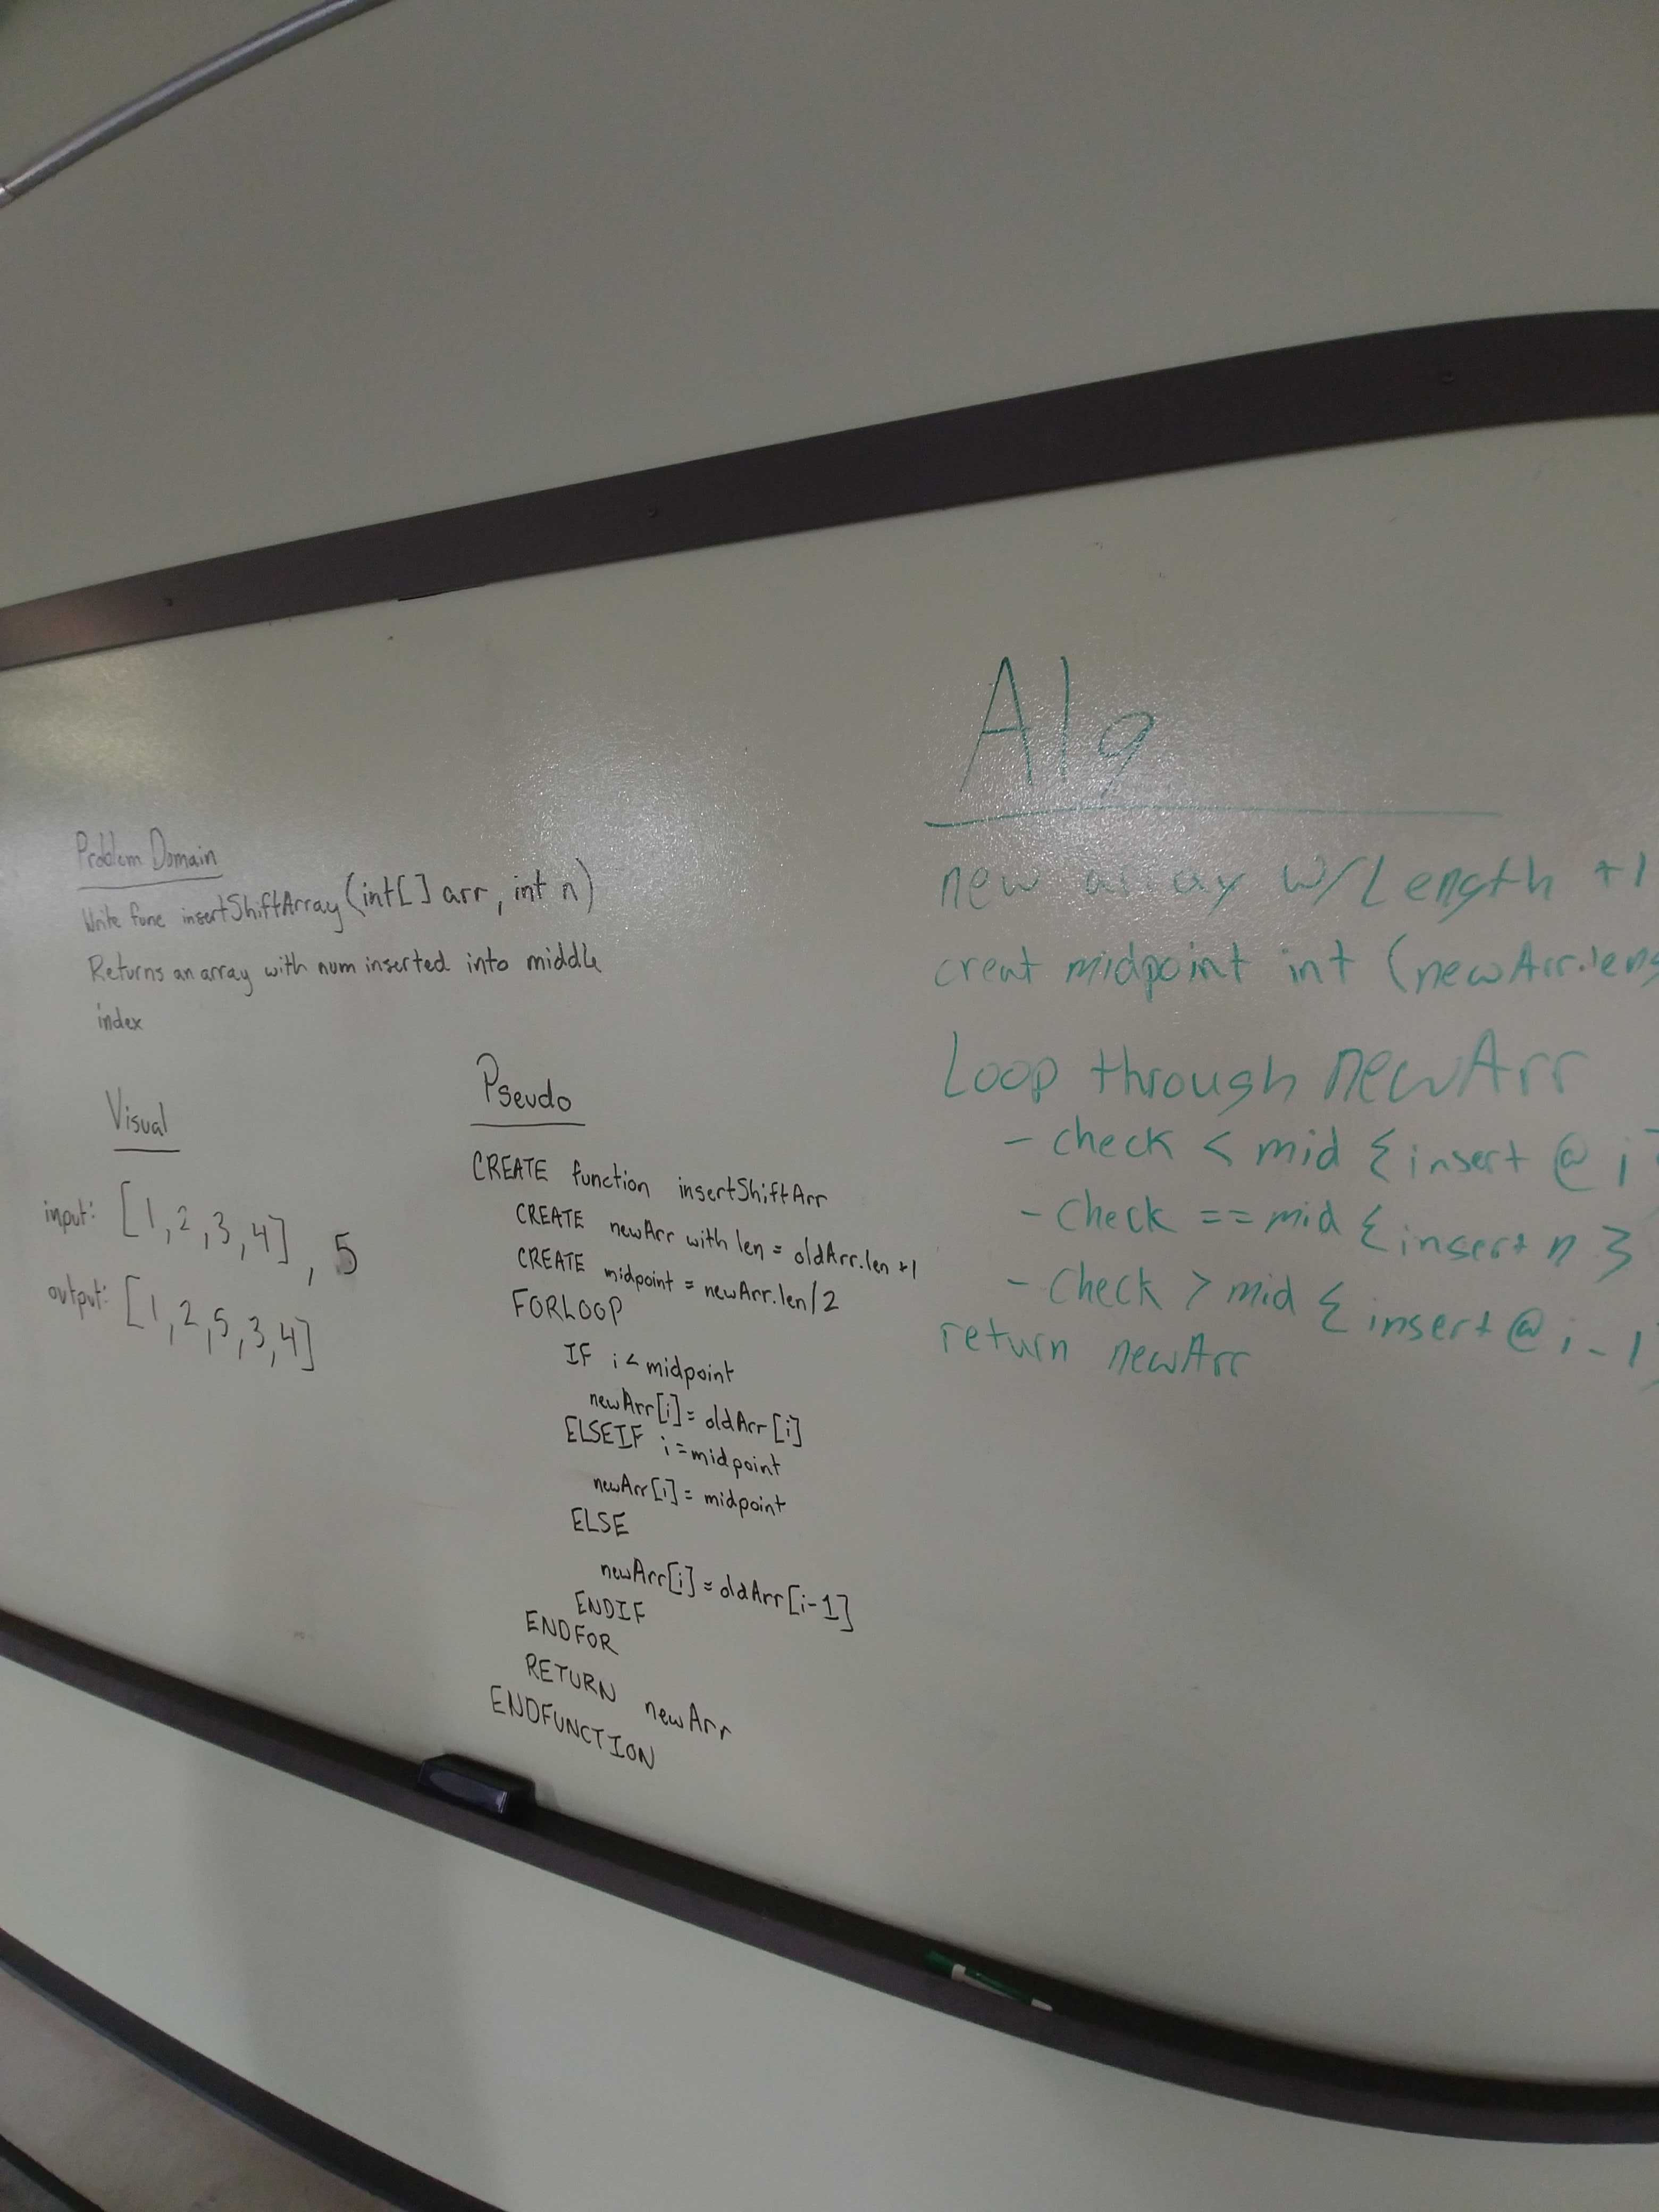 Problem Domain
Write func insertShiftArray(int[] arr, int n)
Returns an array with num inserted into middle
index
Visual
input: [1,2,3,4], 5
output: [1,2,5,3,4]
Pseudo
CREATE function insertShiftArr
CREATE newArr with len = oldArr.len +1
CREATE midpoint = newArr.len/2
FORLOOP
IF i < midpoint
newArr[i] = oldArr[i]
ELSEIF i = midpoint
newArr[i] = midpoint
ELSE
newArr[i] = oldArr[i-1]
ENDIF
ENDFOR
RETURN newArr
ENDFUNCTION
Alg
new array w/Length +1
creat midpoint int (newArr.leng
Loop through newArr
- check < mid {insert @ i}
- check == mid {insert n}
- check > mid {insert @ i-1}
return newArr